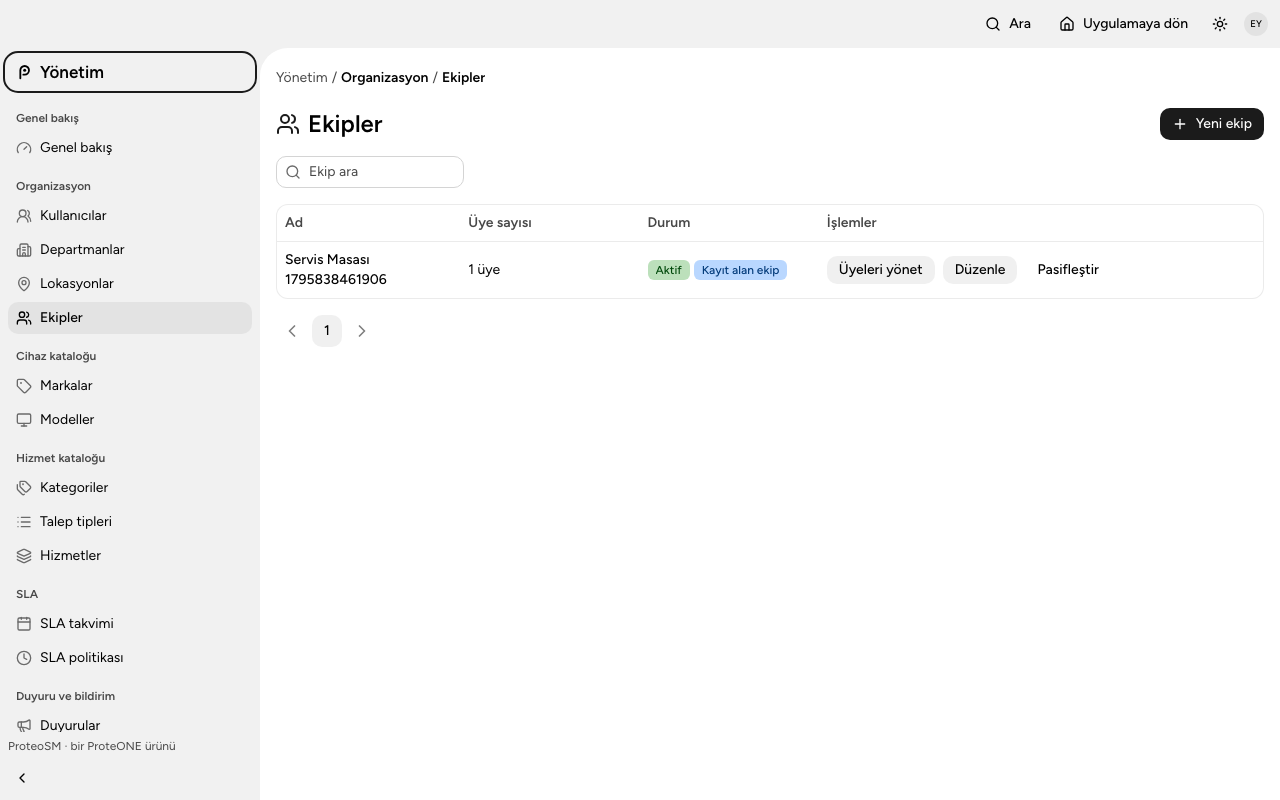 Ara
Uygulamaya dön
EY
Yönetim
Genel bakış
Genel bakış
Organizasyon
Kullanıcılar
Departmanlar
Lokasyonlar
Ekipler
Cihaz kataloğu
Markalar
Modeller
Hizmet kataloğu
Kategoriler
Talep tipleri
Hizmetler
SLA
SLA takvimi
SLA politikası
Duyuru ve bildirim
Duyurular
ProteoSM · bir ProteONE ürünü
Yönetim / Organizasyon / Ekipler
Ekipler
Yeni ekip
Ekip ara
Ad Üye sayısı Durum İşlemler
Servis Masası
1795838461906
1 üye
Aktif Kayıt alan ekip
Üyeleri yönet Düzenle Pasifleştir
1